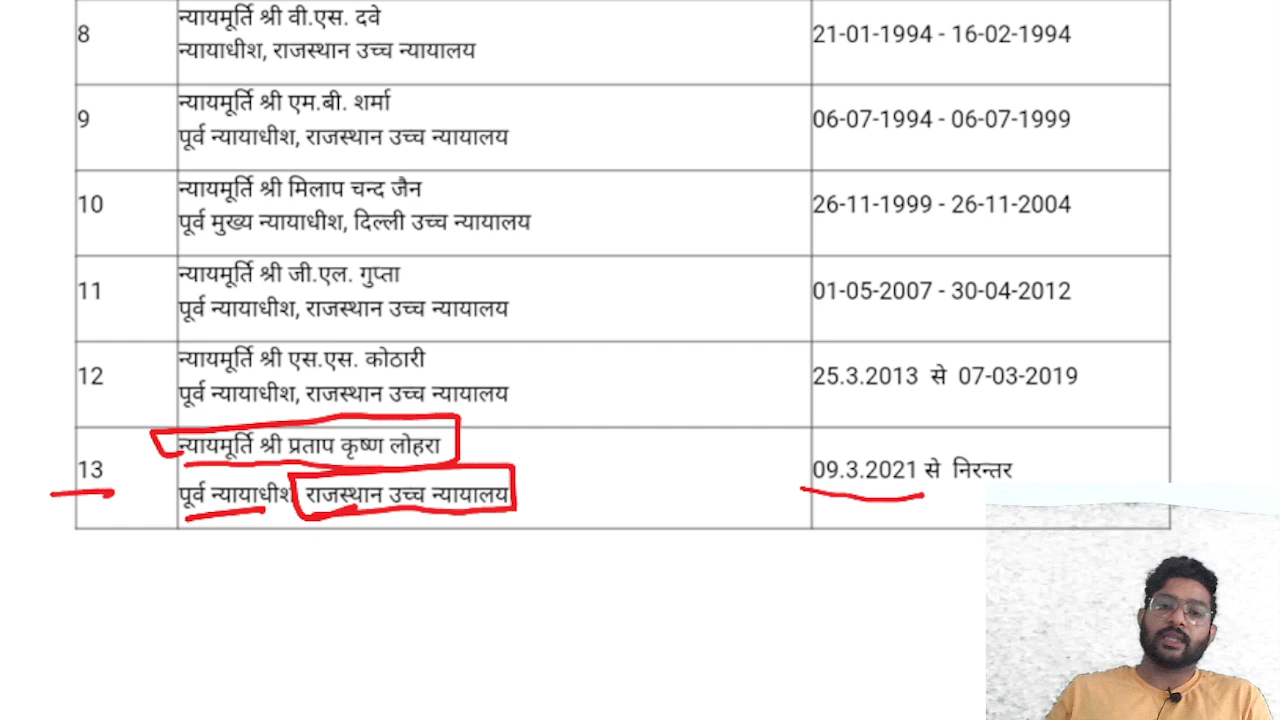 8
न्यायमूर्ति श्री वी.एस. दवे
न्यायाधीश, राजस्थान उच्च न्यायालय
21-01-1994 - 16-02-1994
9
न्यायमूर्ति श्री एम.बी. शर्मा
पूर्व न्यायाधीश, राजस्थान उच्च न्यायालय
06-07-1994 - 06-07-1999
10
न्यायमूर्ति श्री मिलाप चन्द जैन
पूर्व मुख्य न्यायाधीश, दिल्ली उच्च न्यायालय
26-11-1999 - 26-11-2004
11
न्यायमूर्ति श्री जी.एल. गुप्ता
पूर्व न्यायाधीश, राजस्थान उच्च न्यायालय
01-05-2007 - 30-04-2012
12
न्यायमूर्ति श्री एस.एस. कोठारी
पूर्व न्यायाधीश, राजस्थान उच्च न्यायालय
25.3.2013 से 07-03-2019
13
न्यायमूर्ति श्री प्रताप कृष्ण लोहरा
पूर्व न्यायाधीश राजस्थान उच्च न्यायालय
09.3.2021 से निरन्तर